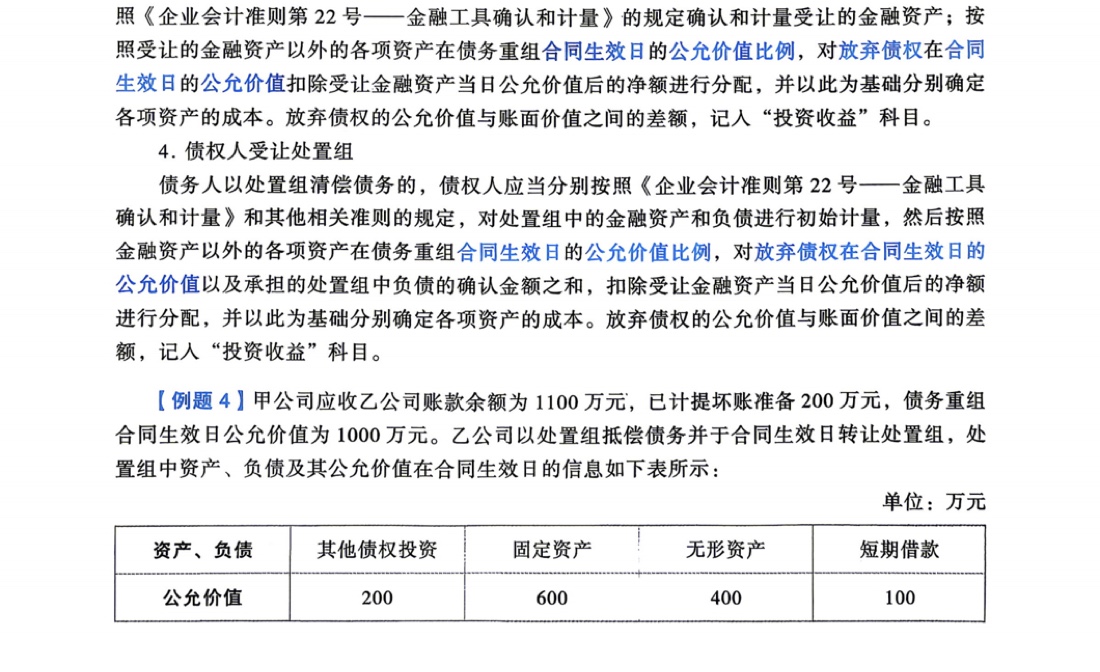 照《企业会计准则第 22 号——金融工具确认和计量》的规定确认和计量受让的金融资产；按
照受让的金融资产以外的各项资产在债务重组合同生效日的公允价值比例，对放弃债权在合同
生效日的公允价值扣除受让金融资产当日公允价值后的净额进行分配，并以此为基础分别确定
各项资产的成本。放弃债权的公允价值与账面价值之间的差额，记入“投资收益”科目。
4. 债权人受让处置组
债务人以处置组清偿债务的，债权人应当分别按照《企业会计准则第 22 号——金融工具
确认和计量》和其他相关准则的规定，对处置组中的金融资产和负债进行初始计量，然后按照
金融资产以外的各项资产在债务重组合同生效日的公允价值比例，对放弃债权在合同生效日的
公允价值以及承担的处置组中负债的确认金额之和，扣除受让金融资产当日公允价值后的净额
进行分配，并以此为基础分别确定各项资产的成本。放弃债权的公允价值与账面价值之间的差
额，记入“投资收益”科目。
【例题 4】甲公司应收乙公司账款余额为 1100 万元，已计提坏账准备 200 万元，债务重组
合同生效日公允价值为 1000 万元。乙公司以处置组抵偿债务并于合同生效日转让处置组，处
置组中资产、负债及其公允价值在合同生效日的信息如下表所示：
单位：万元
资产、负债 其他债权投资 固定资产 无形资产 短期借款
公允价值 200 600 400 100